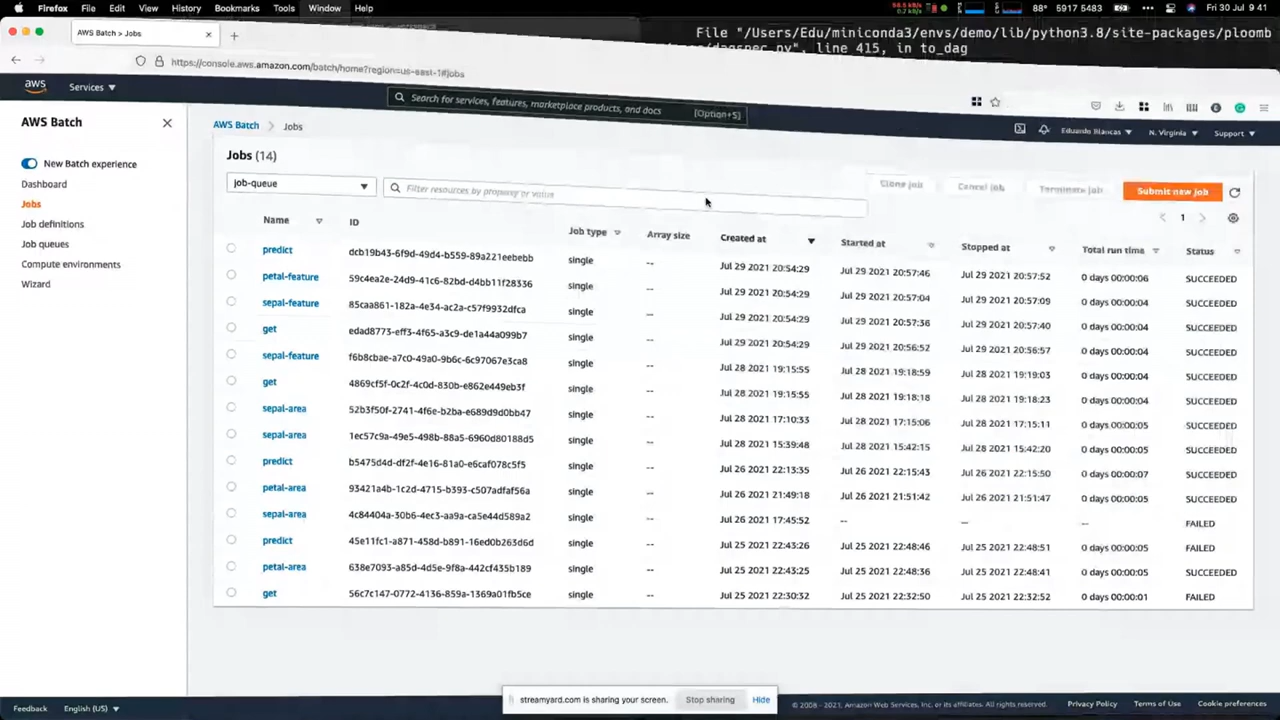 Firefox File Edit View History Bookmarks Tools Window Help 88° 5917 5483 Fri 30 Jul 9 41
File "/Users/Edu/miniconda3/envs/demo/lib/python3.8/site-packages/ploomb
line 415, in to_dag
AWS Batch > Jobs
https://console.aws.amazon.com/batch/home?region=us-east-1#jobs
aws Services Search for services, features, marketplace products, and docs [Option+S] Eduardo Blancas N. Virginia Support
AWS Batch
New Batch experience
Dashboard
Jobs
Job definitions
Job queues
Compute environments
Wizard
AWS Batch > Jobs
Jobs (14)
job-queue Filter resources by property or value Clone job Cancel job Terminate job Submit new job
1
Name ID Job type Array size Created at Started at Stopped at Total run time Status
predict dcb19b43-6f9d-49d4-b559-89a221eebebb single -- Jul 29 2021 20:54:29 Jul 29 2021 20:57:46 Jul 29 2021 20:57:52 0 days 00:00:06 SUCCEEDED
petal-feature 59c4ea2e-24d9-41c6-82bd-d4bb11f28336 single -- Jul 29 2021 20:54:29 Jul 29 2021 20:57:04 Jul 29 2021 20:57:09 0 days 00:00:04 SUCCEEDED
sepal-feature 85caa861-182a-4e34-ac2a-c57f9932dfca single -- Jul 29 2021 20:54:29 Jul 29 2021 20:57:36 Jul 29 2021 20:57:40 0 days 00:00:04 SUCCEEDED
get edad8773-eff3-4f65-a3c9-de1a44a099b7 single -- Jul 29 2021 20:54:29 Jul 29 2021 20:56:52 Jul 29 2021 20:56:57 0 days 00:00:04 SUCCEEDED
sepal-feature f6b8cbae-a7c0-49a0-9b6c-6c97067e3ca8 single -- Jul 28 2021 19:15:55 Jul 28 2021 19:18:59 Jul 28 2021 19:19:03 0 days 00:00:04 SUCCEEDED
get 4869cf5f-0c2f-4c0d-830b-e862e449eb3f single -- Jul 28 2021 19:15:55 Jul 28 2021 19:18:18 Jul 28 2021 19:18:23 0 days 00:00:04 SUCCEEDED
sepal-area 52b3f50f-2741-4f6e-b2ba-e689d9d0bb47 single -- Jul 28 2021 17:10:33 Jul 28 2021 17:15:06 Jul 28 2021 17:15:11 0 days 00:00:05 SUCCEEDED
sepal-area 1ec57c9a-49e5-498b-88a5-6960d80188d5 single -- Jul 28 2021 15:39:48 Jul 28 2021 15:42:15 Jul 28 2021 15:42:20 0 days 00:00:05 SUCCEEDED
predict b5475d4d-df2f-4e16-81a0-e6caf078c5f5 single -- Jul 26 2021 22:13:35 Jul 26 2021 22:15:43 Jul 26 2021 22:15:50 0 days 00:00:07 SUCCEEDED
petal-area 93421a4b-1c2d-4715-b393-c507adfaf56a single -- Jul 26 2021 21:49:18 Jul 26 2021 21:51:42 Jul 26 2021 21:51:47 0 days 00:00:05 SUCCEEDED
sepal-area 4c84404a-30b6-4ec3-aa9a-ca5e44d589a2 single -- Jul 26 2021 17:45:52 -- -- -- FAILED
predict 45e11fc1-a871-458d-b891-16ed0b263d6d single -- Jul 25 2021 22:43:26 Jul 25 2021 22:48:46 Jul 25 2021 22:48:51 0 days 00:00:05 FAILED
petal-area 638e7093-a85d-4d5e-9f8a-442cf435b189 single -- Jul 25 2021 22:43:25 Jul 25 2021 22:48:36 Jul 25 2021 22:48:41 0 days 00:00:05 SUCCEEDED
get 56c7c147-0772-4136-859a-1369a01fb5ce single -- Jul 25 2021 22:30:32 Jul 25 2021 22:32:50 Jul 25 2021 22:32:52 0 days 00:00:01 FAILED
streamyard.com is sharing your screen. Stop sharing Hide
Feedback English (US) © 2008 - 2021, Amazon Web Services, Inc. or its affiliates. All rights reserved. Privacy Policy Terms of Use Cookie preferences